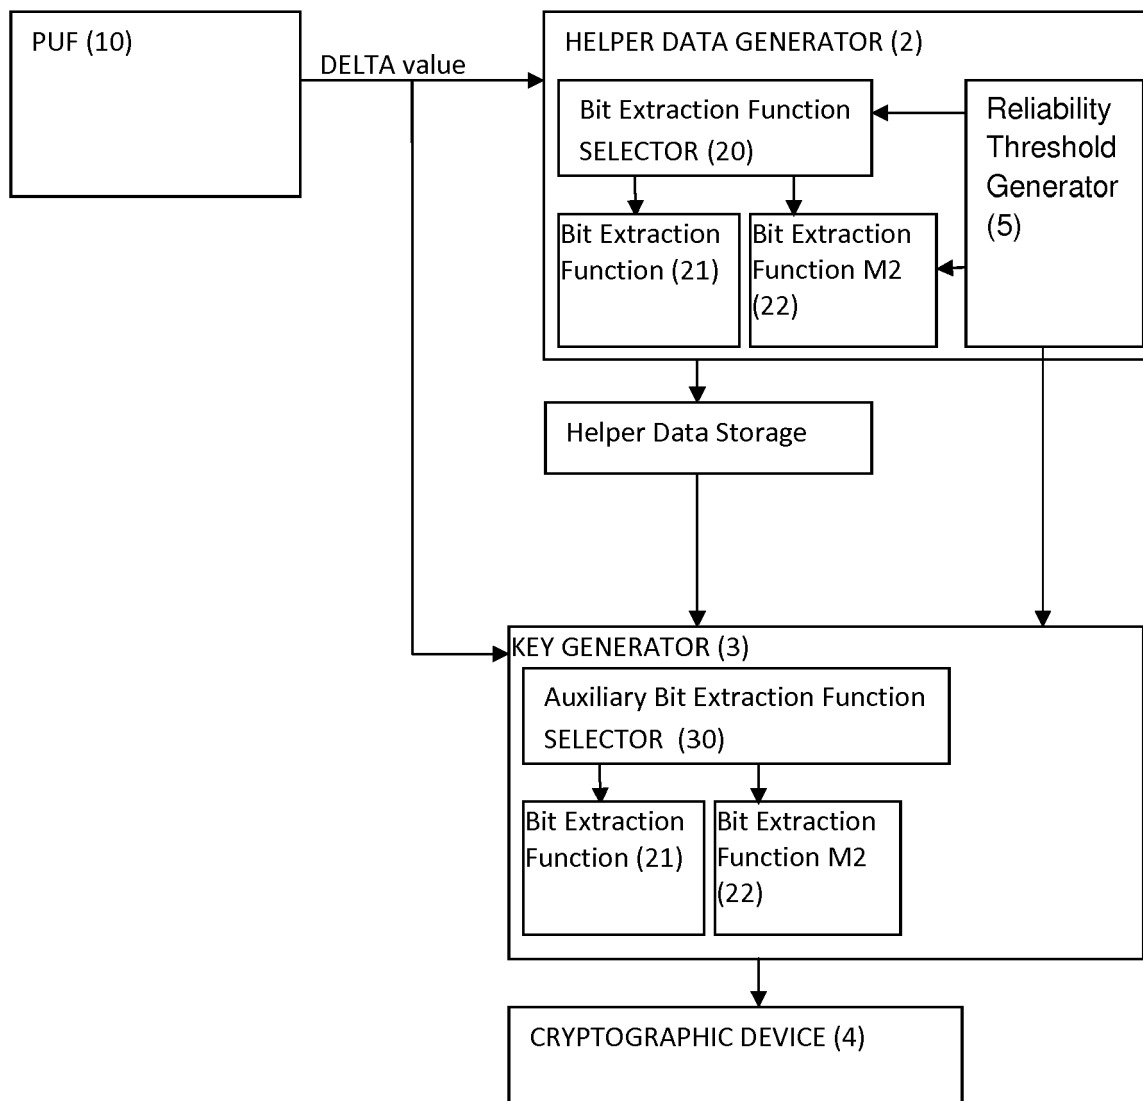 PUF (10)
DELTA value
HELPER DATA GENERATOR (2)
Bit Extraction Function
SELECTOR (20)
Reliability
Threshold
Generator
(5)
Bit Extraction
Function (21)
Bit Extraction
Function M2
(22)
Helper Data Storage
KEY GENERATOR (3)
Auxiliary Bit Extraction Function
SELECTOR (30)
Bit Extraction
Function (21)
Bit Extraction
Function M2
(22)
CRYPTOGRAPHIC DEVICE (4)